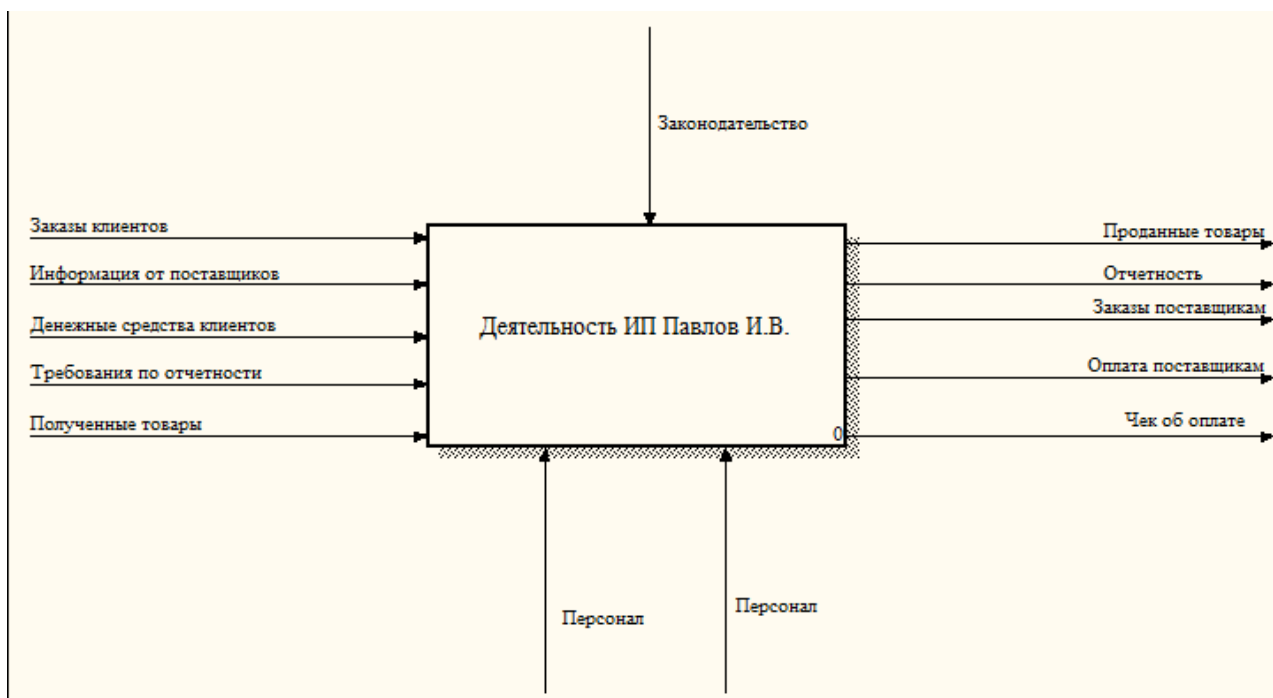 Законодательство
Заказы клиентов
Информация от поставщиков
Денежные средства клиентов
Требования по отчетности
Полученные товары
Деятельность ИП Павлов И.В.
0
Проданные товары
Отчетность
Заказы поставщикам
Оплата поставщикам
Чек об оплате
Персонал
Персонал